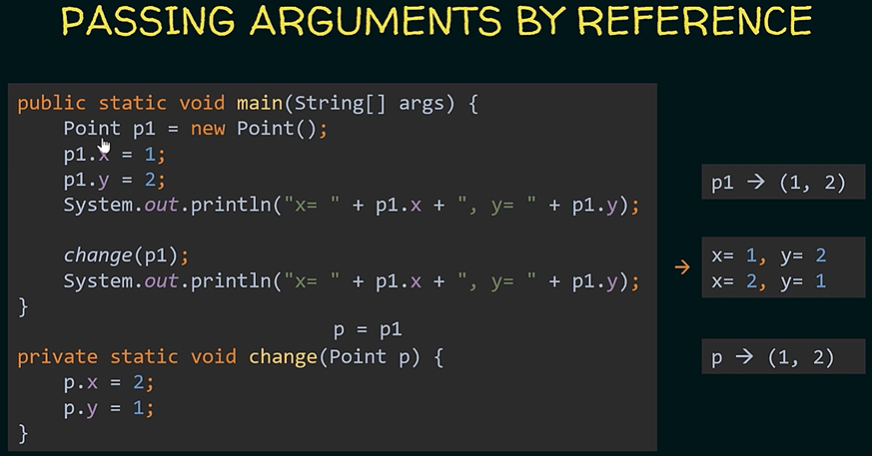 PASSING ARGUMENTS BY REFERENCE
public static void main(String[] args) {
    Point p1 = new Point();
    p1.x = 1;
    p1.y = 2;
    System.out.println("x= " + p1.x + ", y= " + p1.y);
    change(p1);
    System.out.println("x= " + p1.x + ", y= " + p1.y);
}
p = p1
private static void change(Point p) {
    p.x = 2;
    p.y = 1;
}
p1 → (1, 2)
→ x= 1, y= 2
x= 2, y= 1
p → (1, 2)